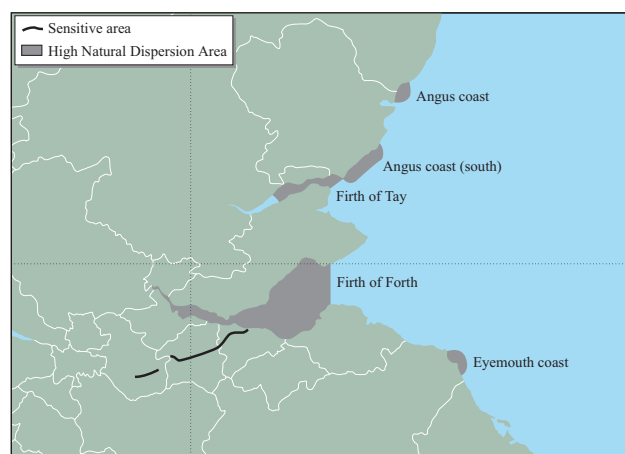 Sensitive area
High Natural Dispersion Area
Angus coast
Angus coast (south)
Firth of Tay
Firth of Forth
Eyemouth coast